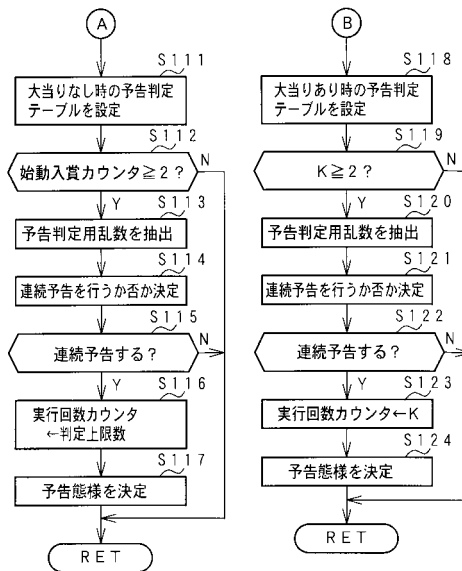 A
S111
大当りなし時の予告判定
テーブルを設定
S112
始動入賞カウンタ≧2?
N
Y
S113
予告判定用乱数を抽出
S114
連続予告を行うか否か決定
S115
連続予告する?
N
Y
S116
実行回数カウンタ
←判定上限数
S117
予告態様を決定
RET
B
S118
大当りあり時の予告判定
テーブルを設定
S119
K≧2?
N
Y
S120
予告判定用乱数を抽出
S121
連続予告を行うか否か決定
S122
連続予告する?
N
Y
S123
実行回数カウンタ←K
S124
予告態様を決定
RET